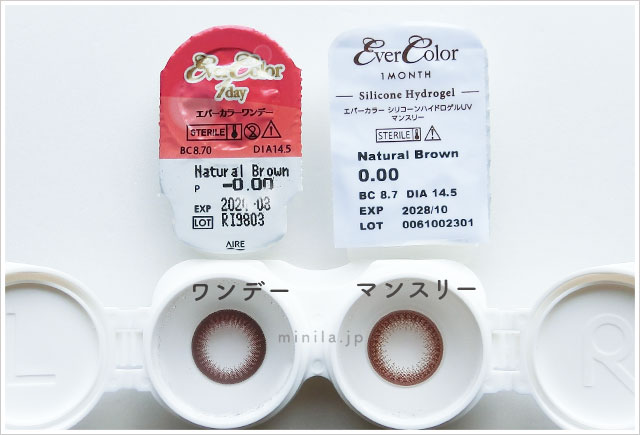 EverColor
1day
エバーカラーワンデー
STERILE
BC8.70 DIA14.5
Natural Brown
P -0.00
EXP
LOT RI9803
AIRE
EverColor
1MONTH
Silicone Hydrogel
エバーカラー シリコーンハイドロゲルUV
マンスリー
STERILE
Natural Brown
0.00
BC 8.7 DIA 14.5
EXP 2028/10
LOT 0061002301
ワンデー
マンスリー
minila.jp
L
R